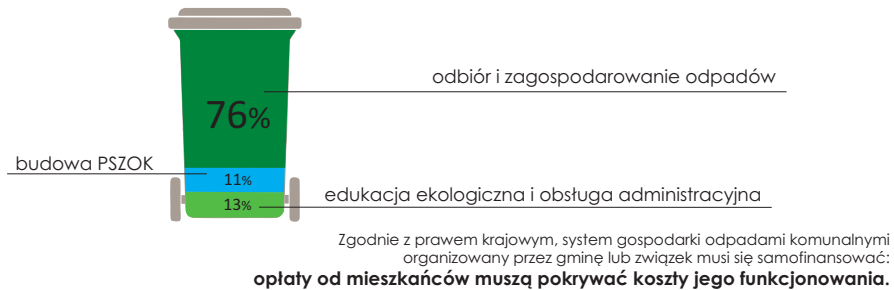 odbiór i zagospodarowanie odpadów
76%
budowa PSZOK
11%
edukacja ekologiczna i obsługa administracyjna
13%
Zgodnie z prawem krajowym, system gospodarki odpadami komunalnymi
organizowany przez gminę lub związek musi się samofinansować:
opłaty od mieszkańców muszą pokrywać koszty jego funkcjonowania.